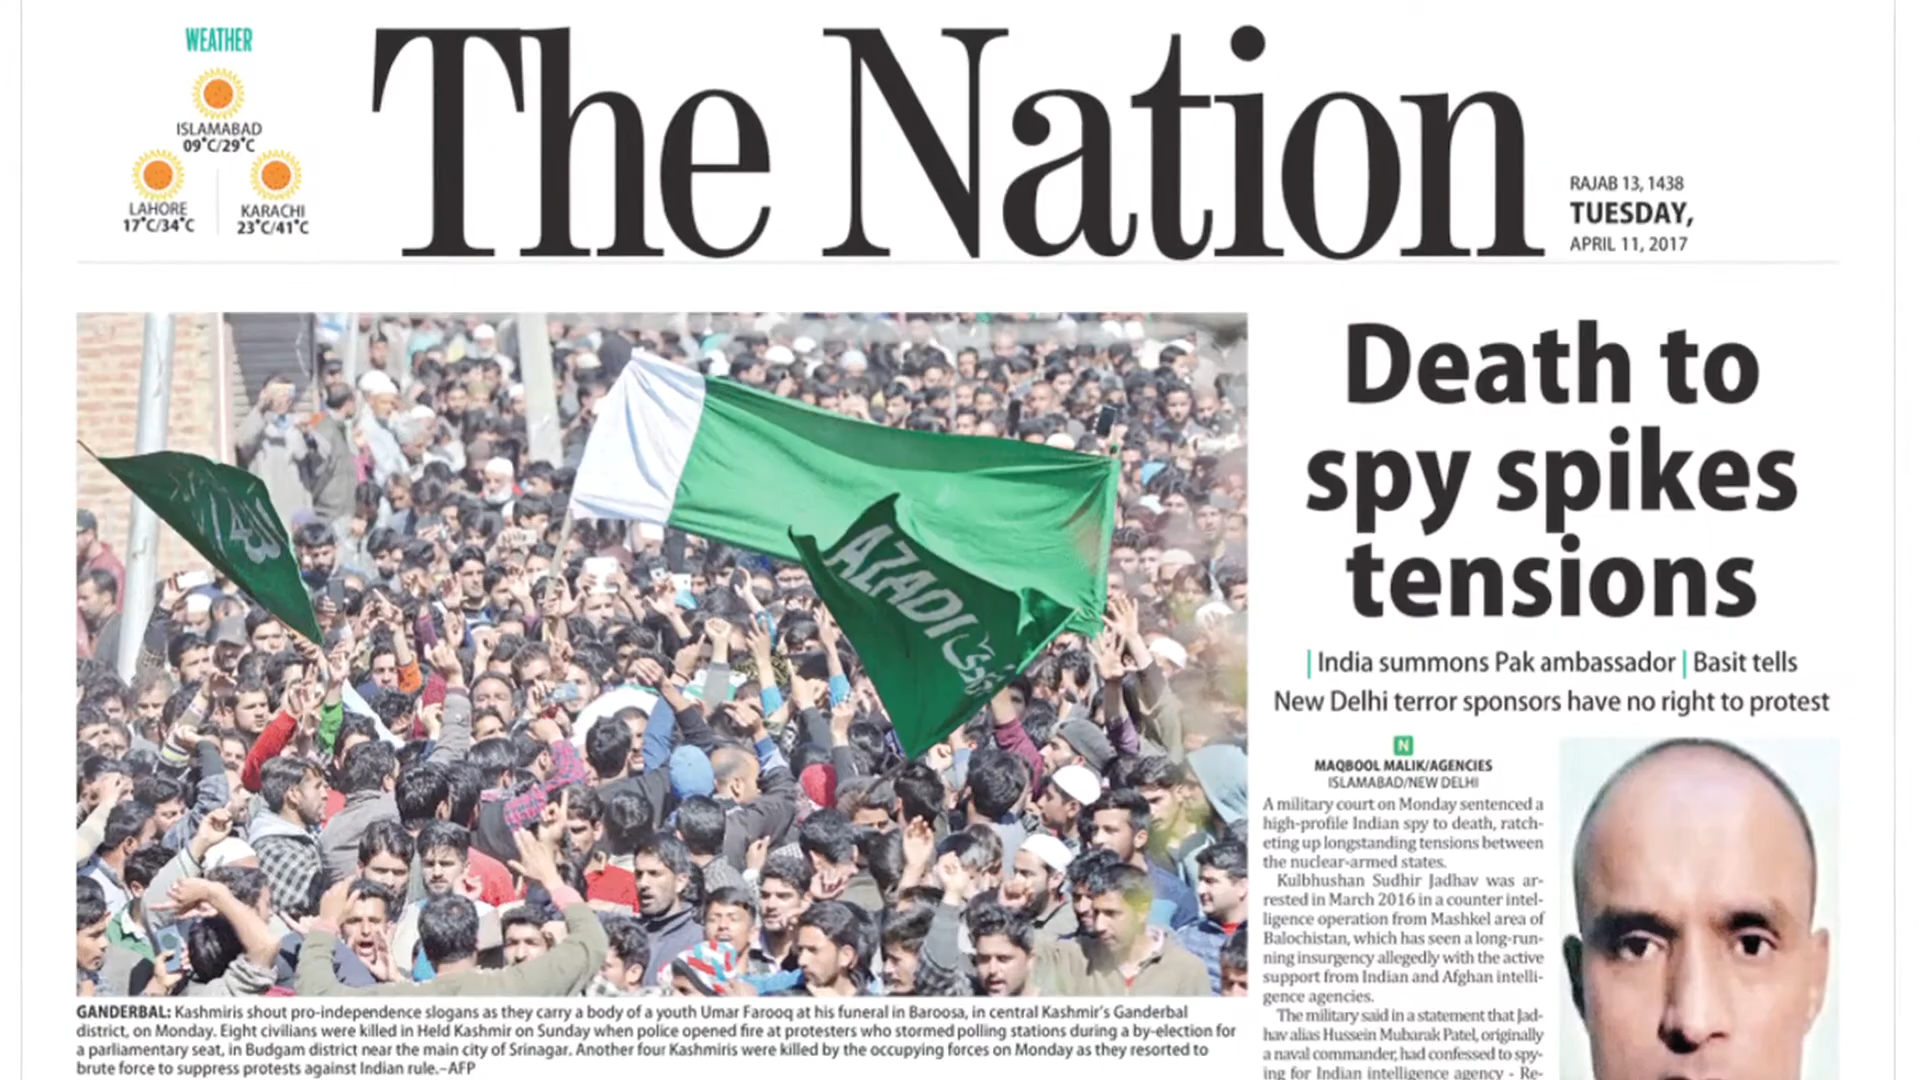 WEATHER
ISLAMABAD
09°C/29°C
LAHORE
17°C/34°C
KARACHI
23°C/41°C
The Nation
RAJAB 13, 1438
TUESDAY,
APRIL 11, 2017
AZADI
GANDERBAL: Kashmiris shout pro-independence slogans as they carry a body of a youth Umar Farooq at his funeral in Baroosa, in central Kashmir's Ganderbal
district, on Monday. Eight civilians were killed in Held Kashmir on Sunday when police opened fire at protesters who stormed polling stations during a by-election for
a parliamentary seat, in Budgam district near the main city of Srinagar. Another four Kashmiris were killed by the occupying forces on Monday as they resorted to
brute force to suppress protests against Indian rule.–AFP
Death to
spy spikes
tensions
India summons Pak ambassador | Basit tells
New Delhi terror sponsors have no right to protest
N
MAQBOOL MALIK/AGENCIES
ISLAMABAD/NEW DELHI
A military court on Monday sentenced a
high-profile Indian spy to death, ratch-
eting up longstanding tensions between
the nuclear-armed states.
Kulbhushan Sudhir Jadhav was ar-
rested in March 2016 in a counter intel-
ligence operation from Mashkel area of
Balochistan, which has seen a long-run-
ning insurgency allegedly with the active
support from Indian and Afghan intelli-
gence agencies.
The military said in a statement that Jad-
hav alias Hussein Mubarak Patel, originally
a naval commander, had confessed to spy-
ing for Indian intelligence agency - Re-